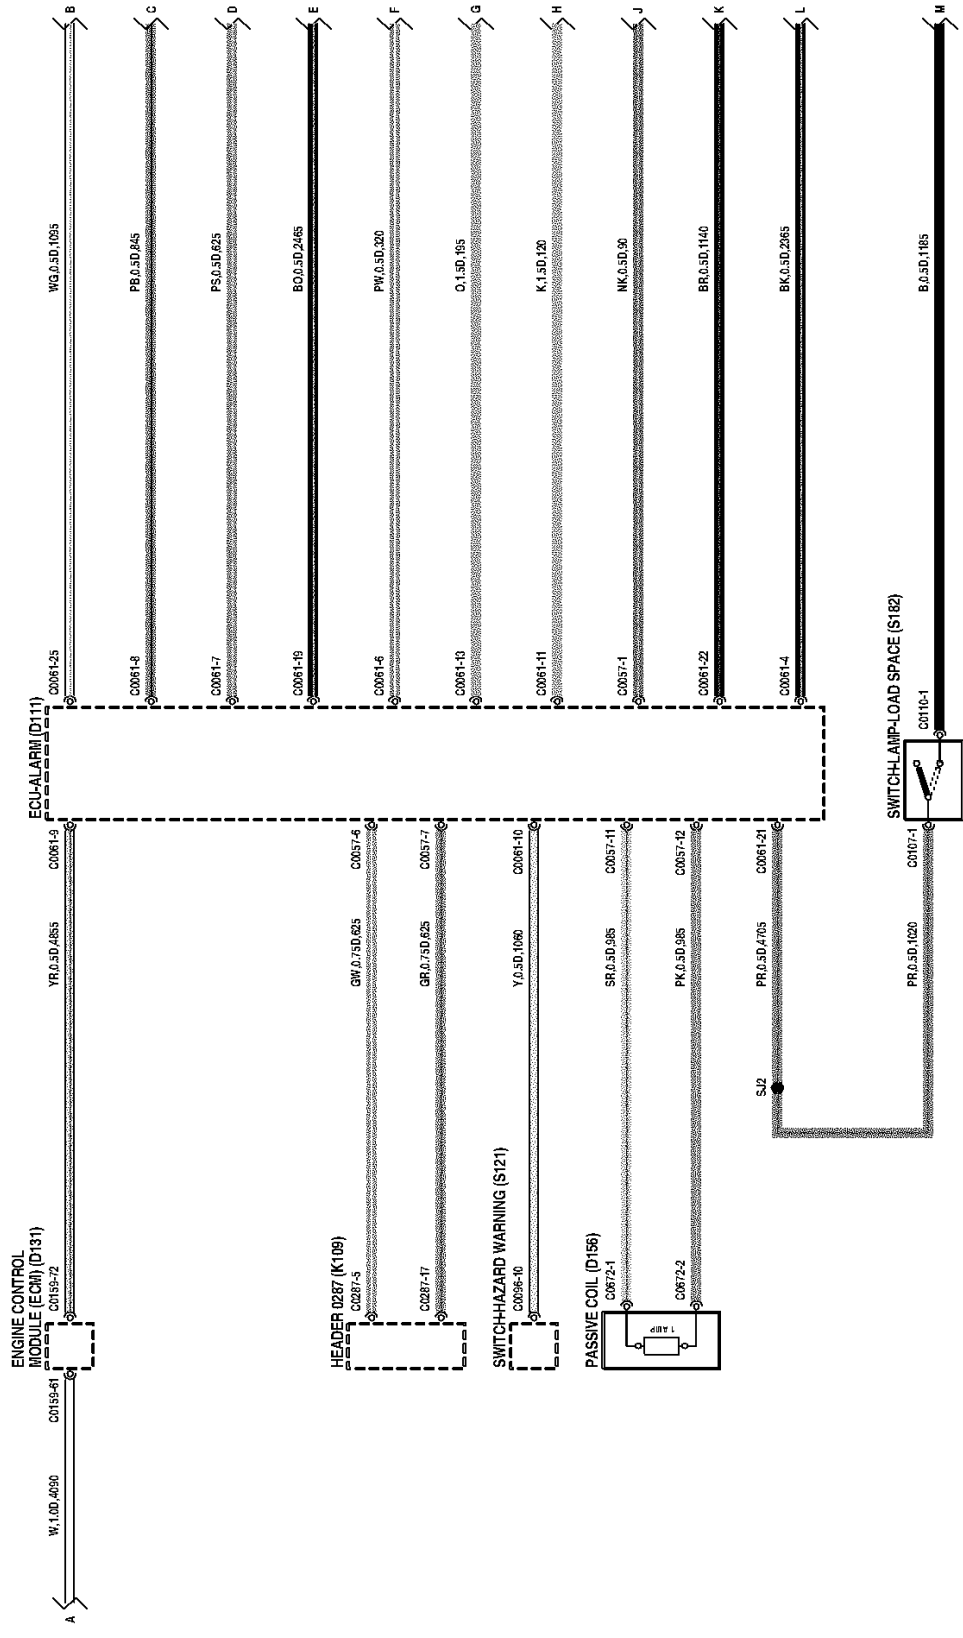 B
C
D
E
F
G
H
J
K
L
M
WG,0.5D,1095
PB,0.5D,845
PS,0.5D,625
BO,0.5D,2465
PW,0.5D,320
O,1.5D,195
K,1.5D,120
NK,0.5D,90
BR,0.5D,1140
BK,0.5D,2365
B,0.5D,1185
C0061-25
C0061-8
C0061-7
C0061-19
C0061-6
C0061-13
C0061-11
C0057-1
C0061-22
C0061-4
C0110-1
ECU-ALARM (D111)
SWITCH-LAMP-LOAD SPACE (S182)
C0061-9
C0057-6
C0057-7
C0061-10
C0057-11
C0057-12
C0061-21
C0107-1
YR,0.5D,4855
GW,0.75D,625
GR,0.75D,625
Y,0.5D,1060
SR,0.5D,985
PK,0.5D,985
PR,0.5D,4705
PR,0.5D,1020
SJ2
C0159-72
C0287-5
C0287-17
C0096-10
C0672-1
C0672-2
ENGINE CONTROL
MODULE (ECM) (D131)
HEADER 0287 (K109)
SWITCH-HAZARD WARNING (S121)
PASSIVE COIL (D156)
1 AMP
C0159-61
W,1.0D,4090
A